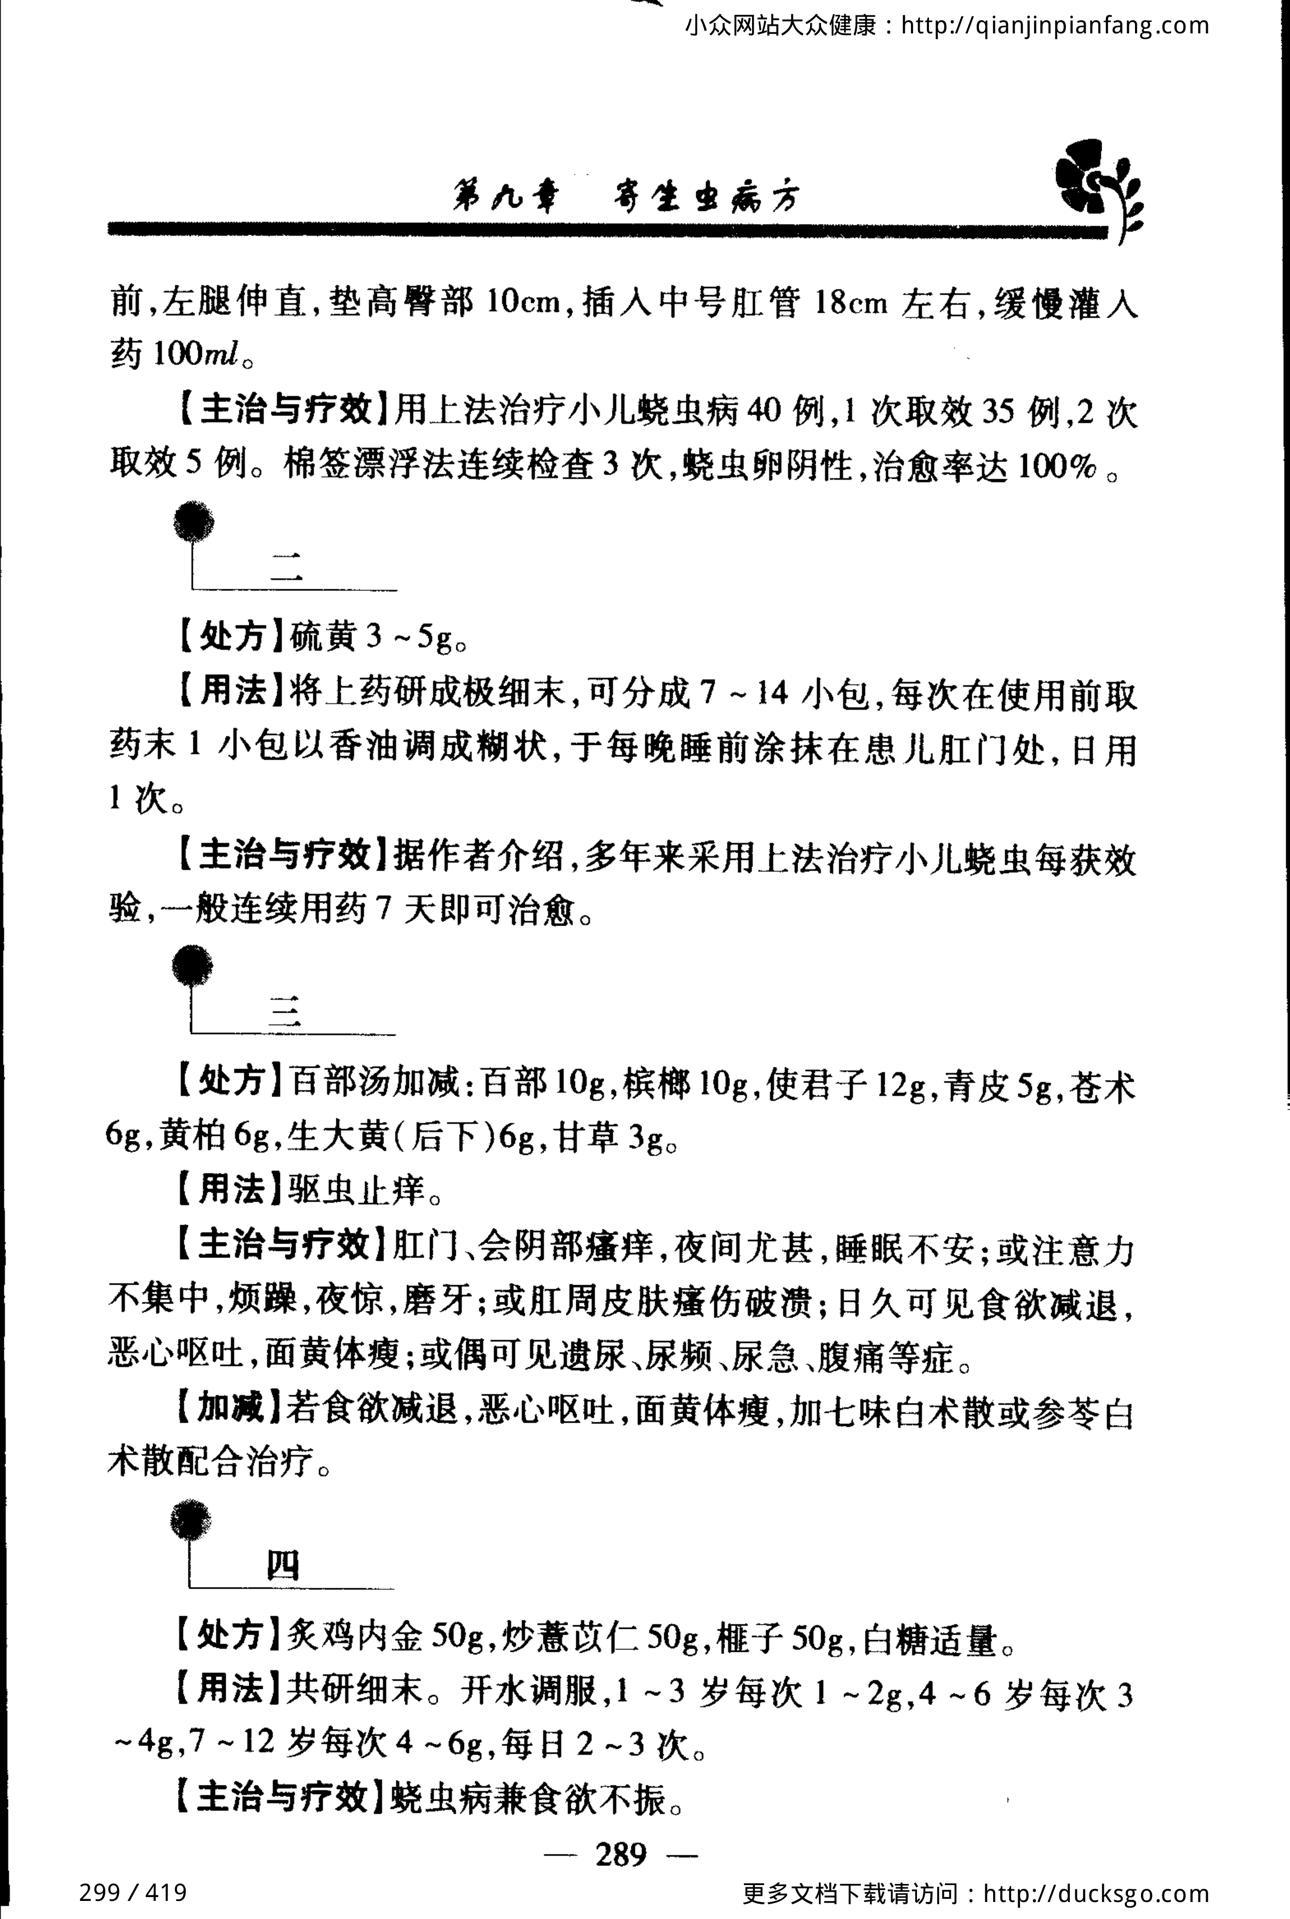 小众网站大众健康：http://qianjinpianfang.com
第九章 寄生虫病方
前,左腿伸直,垫高臀部 10cm,插入中号肛管 18cm 左右,缓慢灌入
药 100ml。
【主治与疗效】用上法治疗小儿蛲虫病 40 例,1 次取效 35 例,2 次
取效 5 例。棉签漂浮法连续检查 3 次,蛲虫卵阴性,治愈率达 100%。
二
【处方】硫黄 3 ~ 5g。
【用法】将上药研成极细末,可分成 7 ~ 14 小包,每次在使用前取
药末 1 小包以香油调成糊状,于每晚睡前涂抹在患儿肛门处,日用
1 次。
【主治与疗效】据作者介绍,多年来采用上法治疗小儿蛲虫每获效
验,一般连续用药 7 天即可治愈。
三
【处方】百部汤加减:百部 10g,槟榔 10g,使君子 12g,青皮 5g,苍术
6g,黄柏 6g,生大黄(后下)6g,甘草 3g。
【用法】驱虫止痒。
【主治与疗效】肛门、会阴部瘙痒,夜间尤甚,睡眠不安;或注意力
不集中,烦躁,夜惊,磨牙;或肛周皮肤瘙伤破溃;日久可见食欲减退,
恶心呕吐,面黄体瘦;或偶可见遗尿、尿频、尿急、腹痛等症。
【加减】若食欲减退,恶心呕吐,面黄体瘦,加七味白术散或参苓白
术散配合治疗。
四
【处方】炙鸡内金 50g,炒薏苡仁 50g,榧子 50g,白糖适量。
【用法】共研细末。开水调服,1 ~ 3 岁每次 1 ~ 2g,4 ~ 6 岁每次 3
~ 4g,7 ~ 12 岁每次 4 ~ 6g,每日 2 ~ 3 次。
【主治与疗效】蛲虫病兼食欲不振。
— 289 —
299 / 419
更多文档下载请访问：http://ducksgo.com